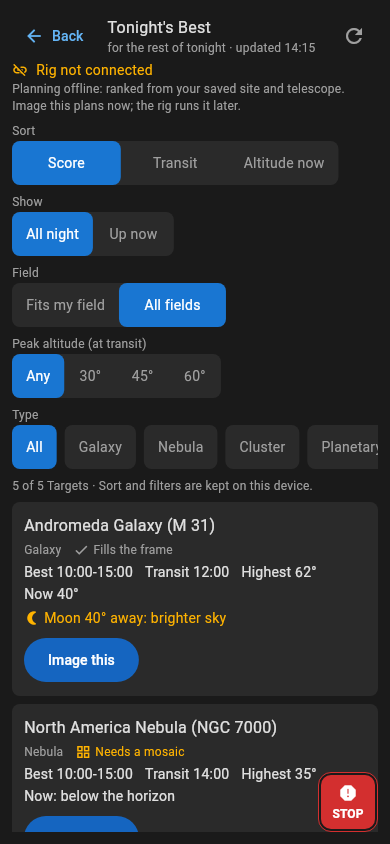 Back
Tonight's Best
for the rest of tonight · updated 14:15
Rig not connected
Planning offline: ranked from your saved site and telescope.
Image this plans now; the rig runs it later.
Sort
Score Transit Altitude now
Show
All night Up now
Field
Fits my field All fields
Peak altitude (at transit)
Any 30° 45° 60°
Type
All Galaxy Nebula Cluster Planetary
5 of 5 Targets · Sort and filters are kept on this device.
Andromeda Galaxy (M 31)
Galaxy Fills the frame
Best 10:00-15:00 Transit 12:00 Highest 62°
Now 40°
Moon 40° away: brighter sky
Image this
North America Nebula (NGC 7000)
Nebula Needs a mosaic
Best 10:00-15:00 Transit 14:00 Highest 35°
Now: below the horizon
STOP